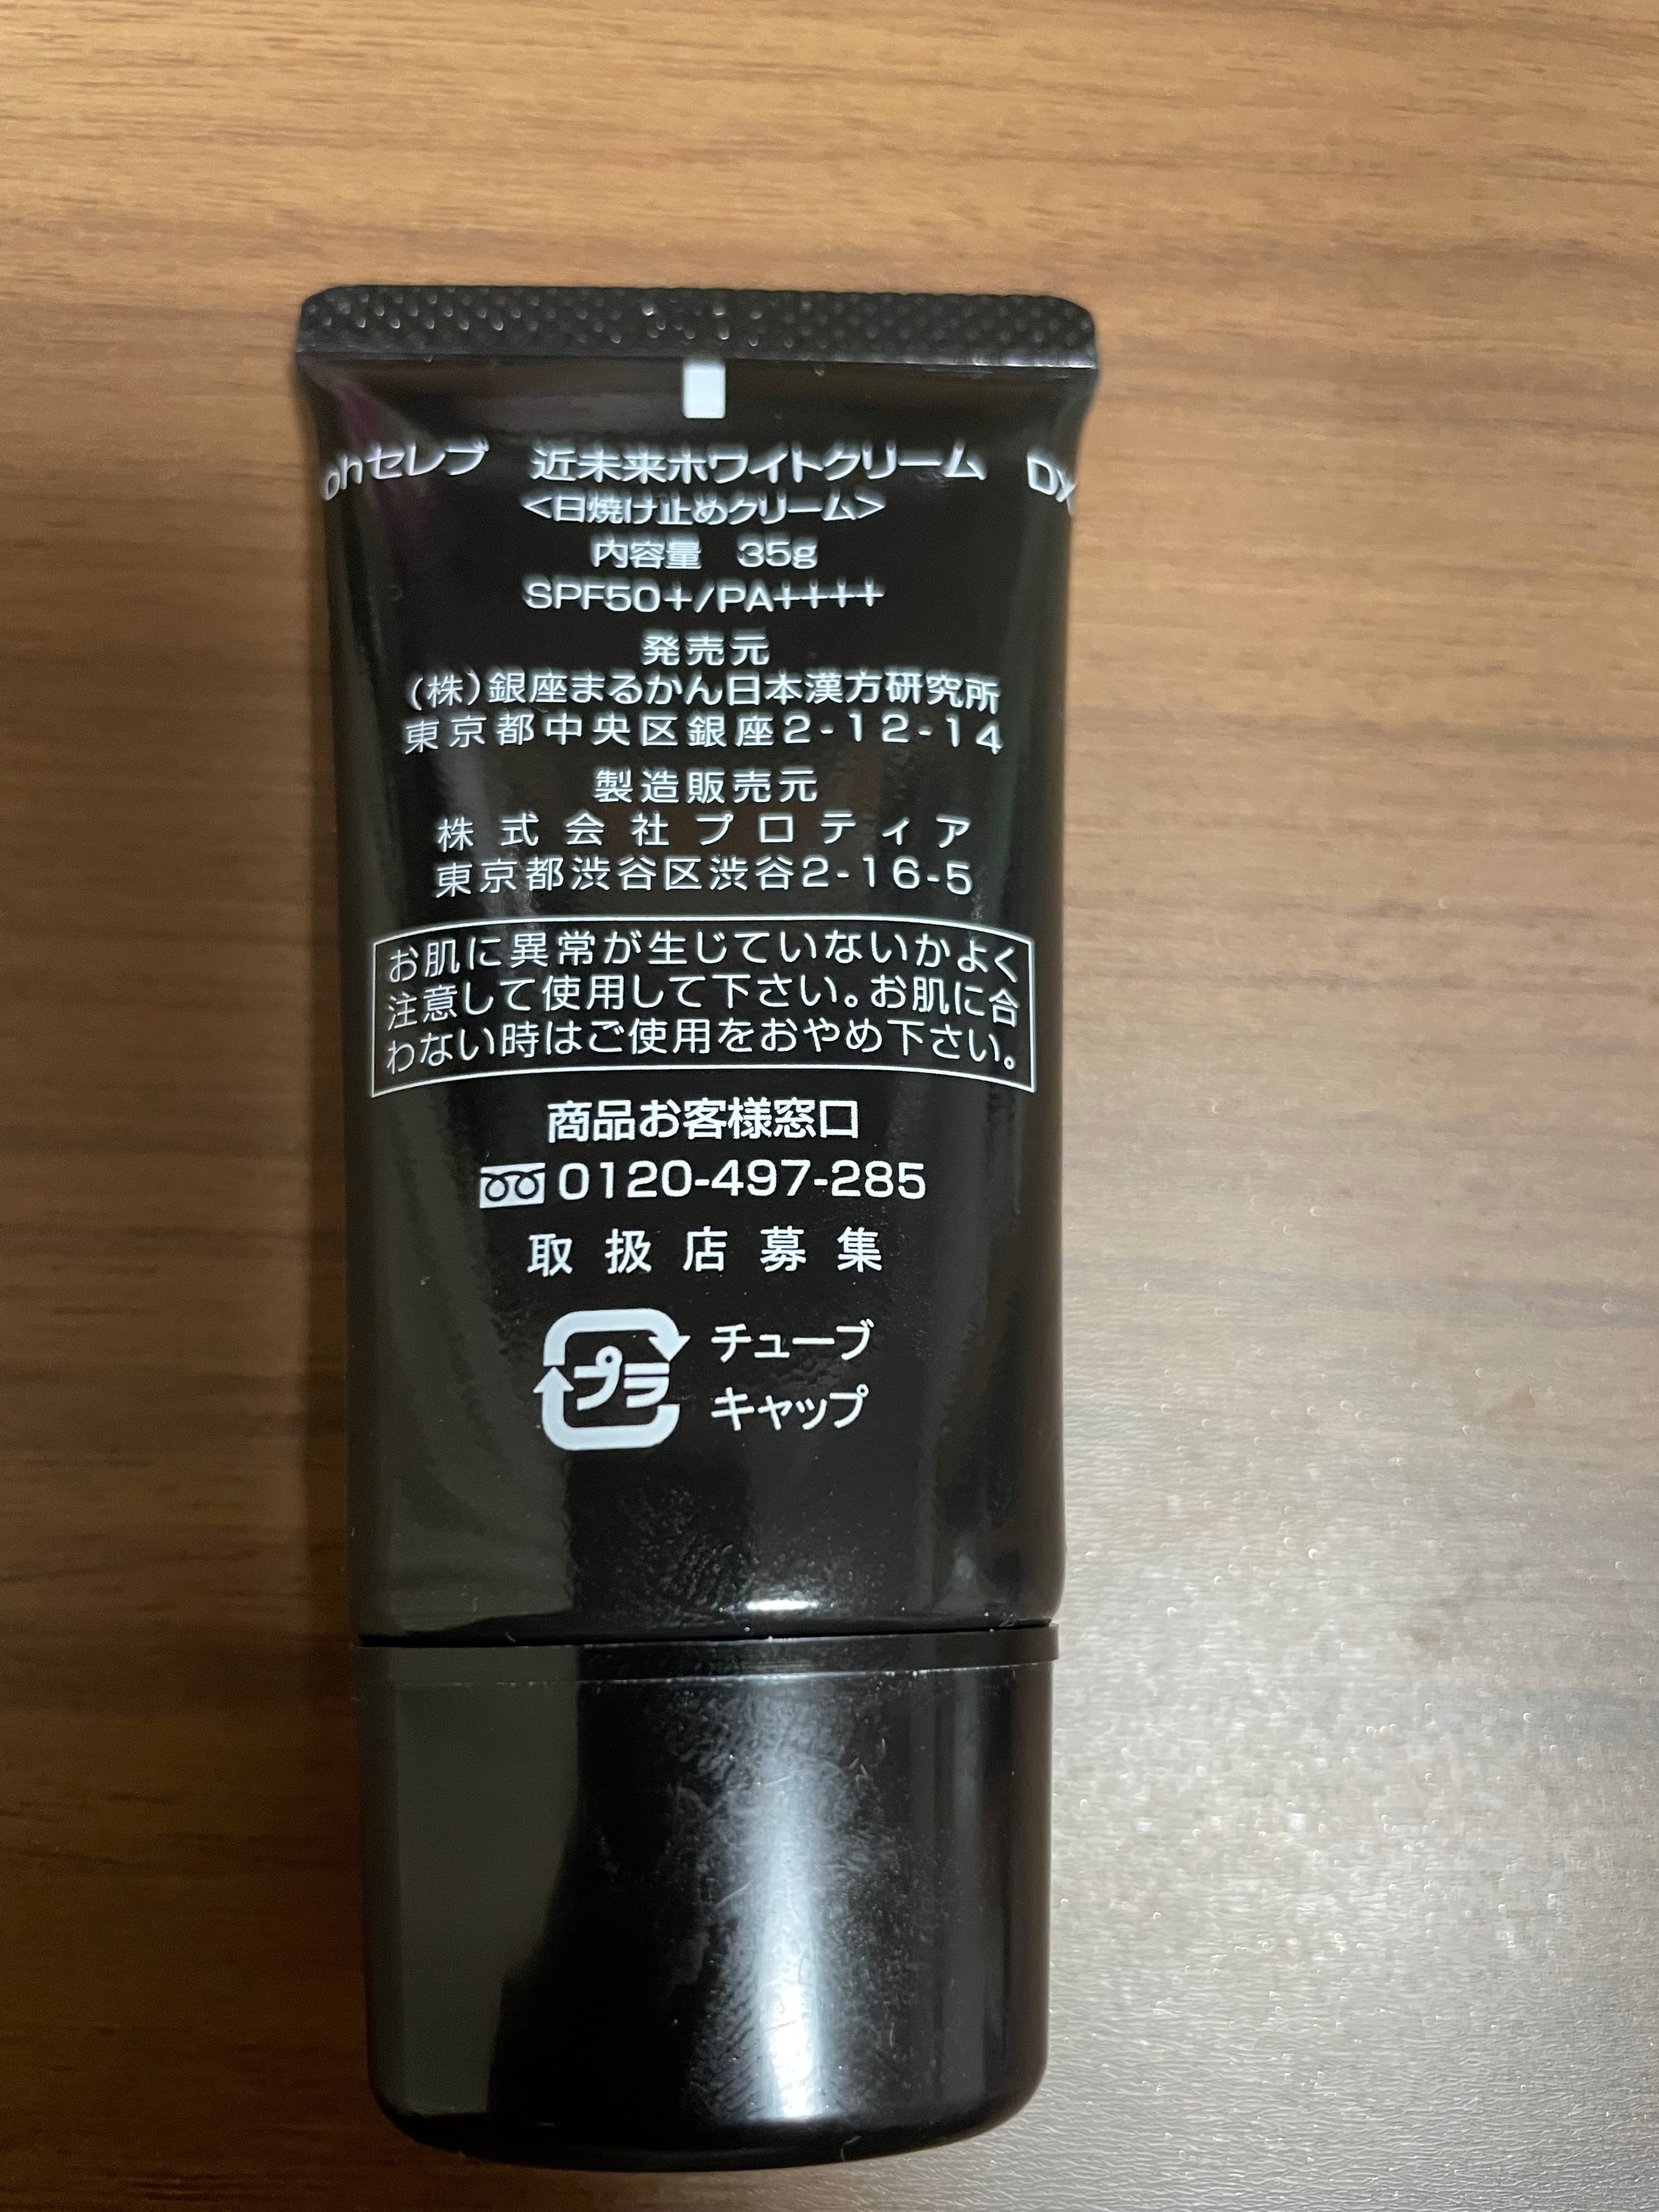 ohセレブ　近未来ホワイトクリーム　DX
<日焼け止めクリーム>
内容量　35g
SPF50+/PA++++
発売元
(株)銀座まるかん日本漢方研究所
東京都中央区銀座2-12-14
製造販売元
株式会社プロティア
東京都渋谷区渋谷2-16-5
お肌に異常が生じていないかよく
注意して使用して下さい。お肌に合
わない時はご使用をおやめ下さい。
商品お客様窓口
0120-497-285
取扱店募集
プラ
チューブ
キャップ